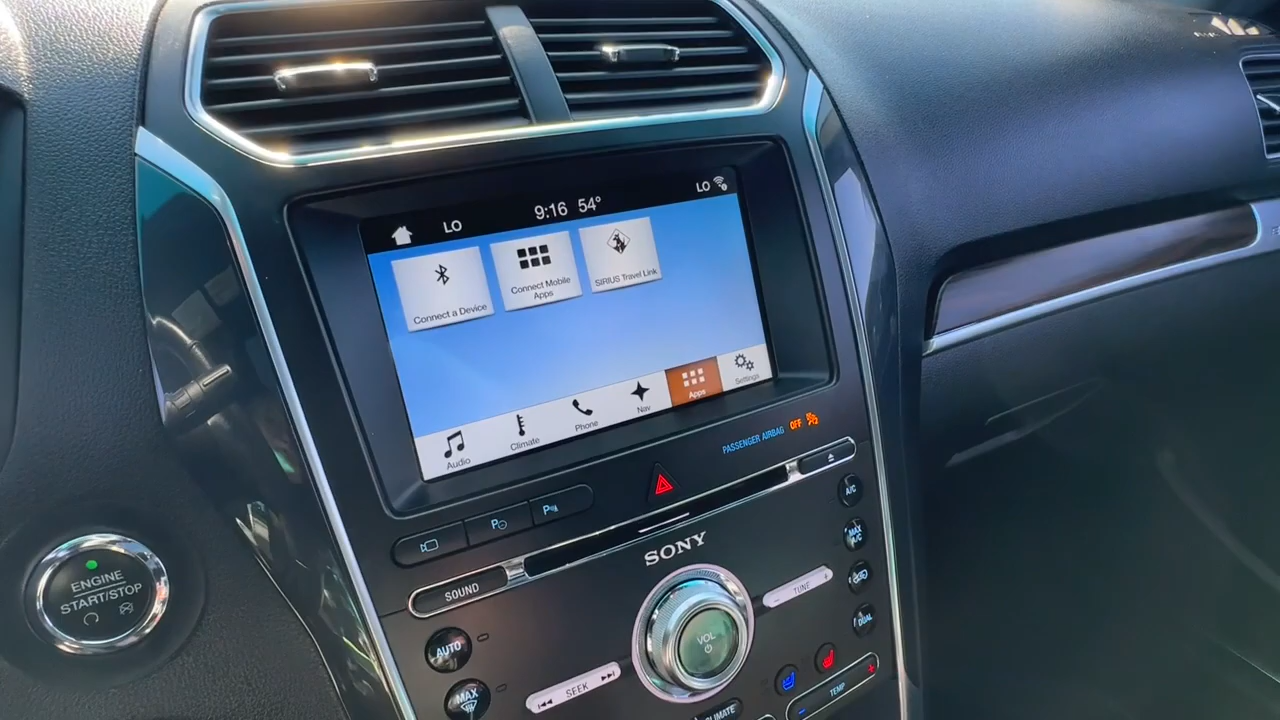 LO
9:16 54°
LO
Connect a Device
Connect Mobile
Apps
SIRIUS Travel Link
Audio
Climate
Phone
Nav
Apps
Settings
PASSENGER AIRBAG OFF
SONY
SOUND
- TUNE +
SEEK
VOL
ENGINE
START/STOP
AUTO
MAX
A/C
MAX
A/C
DUAL
- TEMP +
CLIMATE